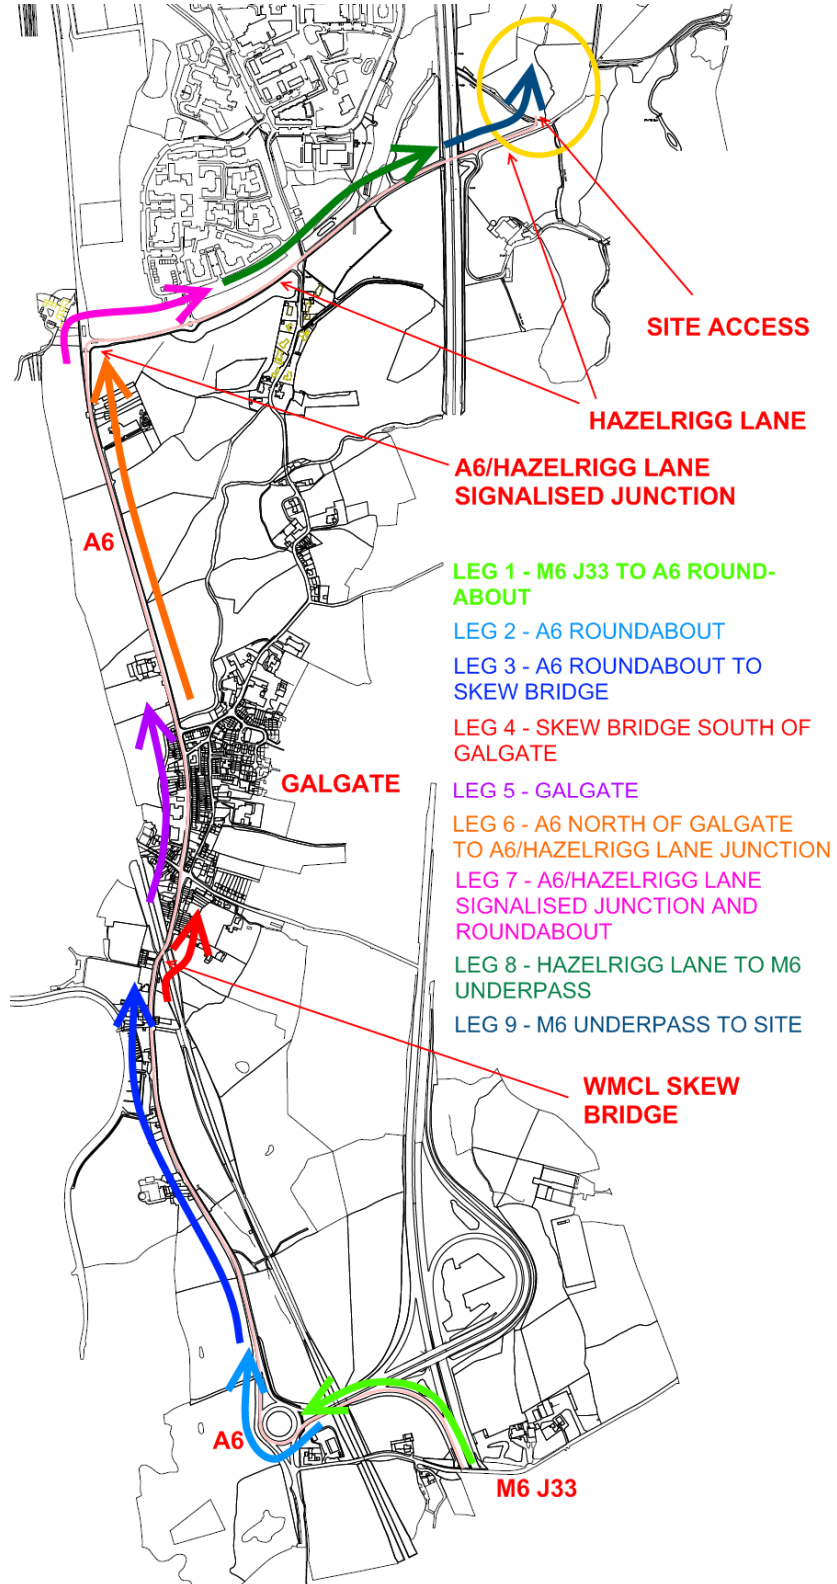 SITE ACCESS
HAZELRIGG LANE
A6/HAZELRIGG LANE
SIGNALISED JUNCTION
A6
LEG 1 - M6 J33 TO A6 ROUND-
ABOUT
LEG 2 - A6 ROUNDABOUT
LEG 3 - A6 ROUNDABOUT TO
SKEW BRIDGE
LEG 4 - SKEW BRIDGE SOUTH OF
GALGATE
GALGATE
LEG 5 - GALGATE
LEG 6 - A6 NORTH OF GALGATE
TO A6/HAZELRIGG LANE JUNCTION
LEG 7 - A6/HAZELRIGG LANE
SIGNALISED JUNCTION AND
ROUNDABOUT
LEG 8 - HAZELRIGG LANE TO M6
UNDERPASS
LEG 9 - M6 UNDERPASS TO SITE
WMCL SKEW
BRIDGE
A6
M6 J33